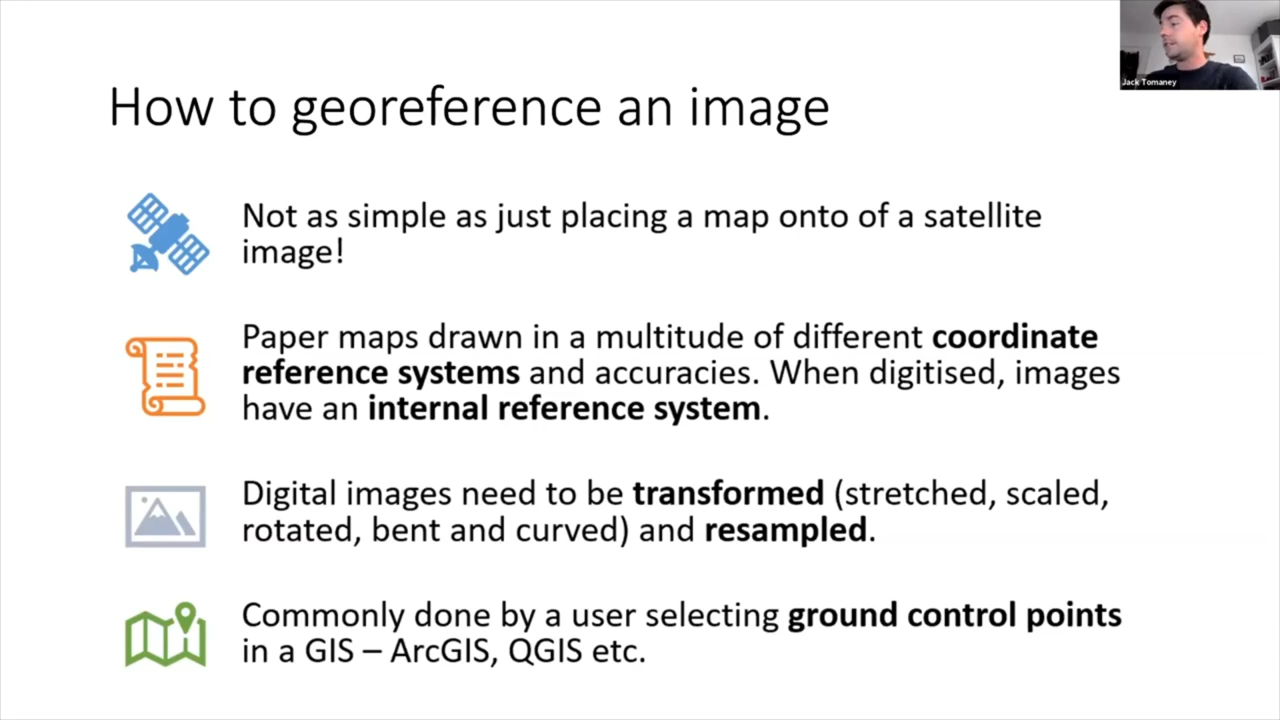 Jack Tomaney
How to georeference an image
Not as simple as just placing a map onto of a satellite
image!
Paper maps drawn in a multitude of different coordinate
reference systems and accuracies. When digitised, images
have an internal reference system.
Digital images need to be transformed (stretched, scaled,
rotated, bent and curved) and resampled.
Commonly done by a user selecting ground control points
in a GIS – ArcGIS, QGIS etc.